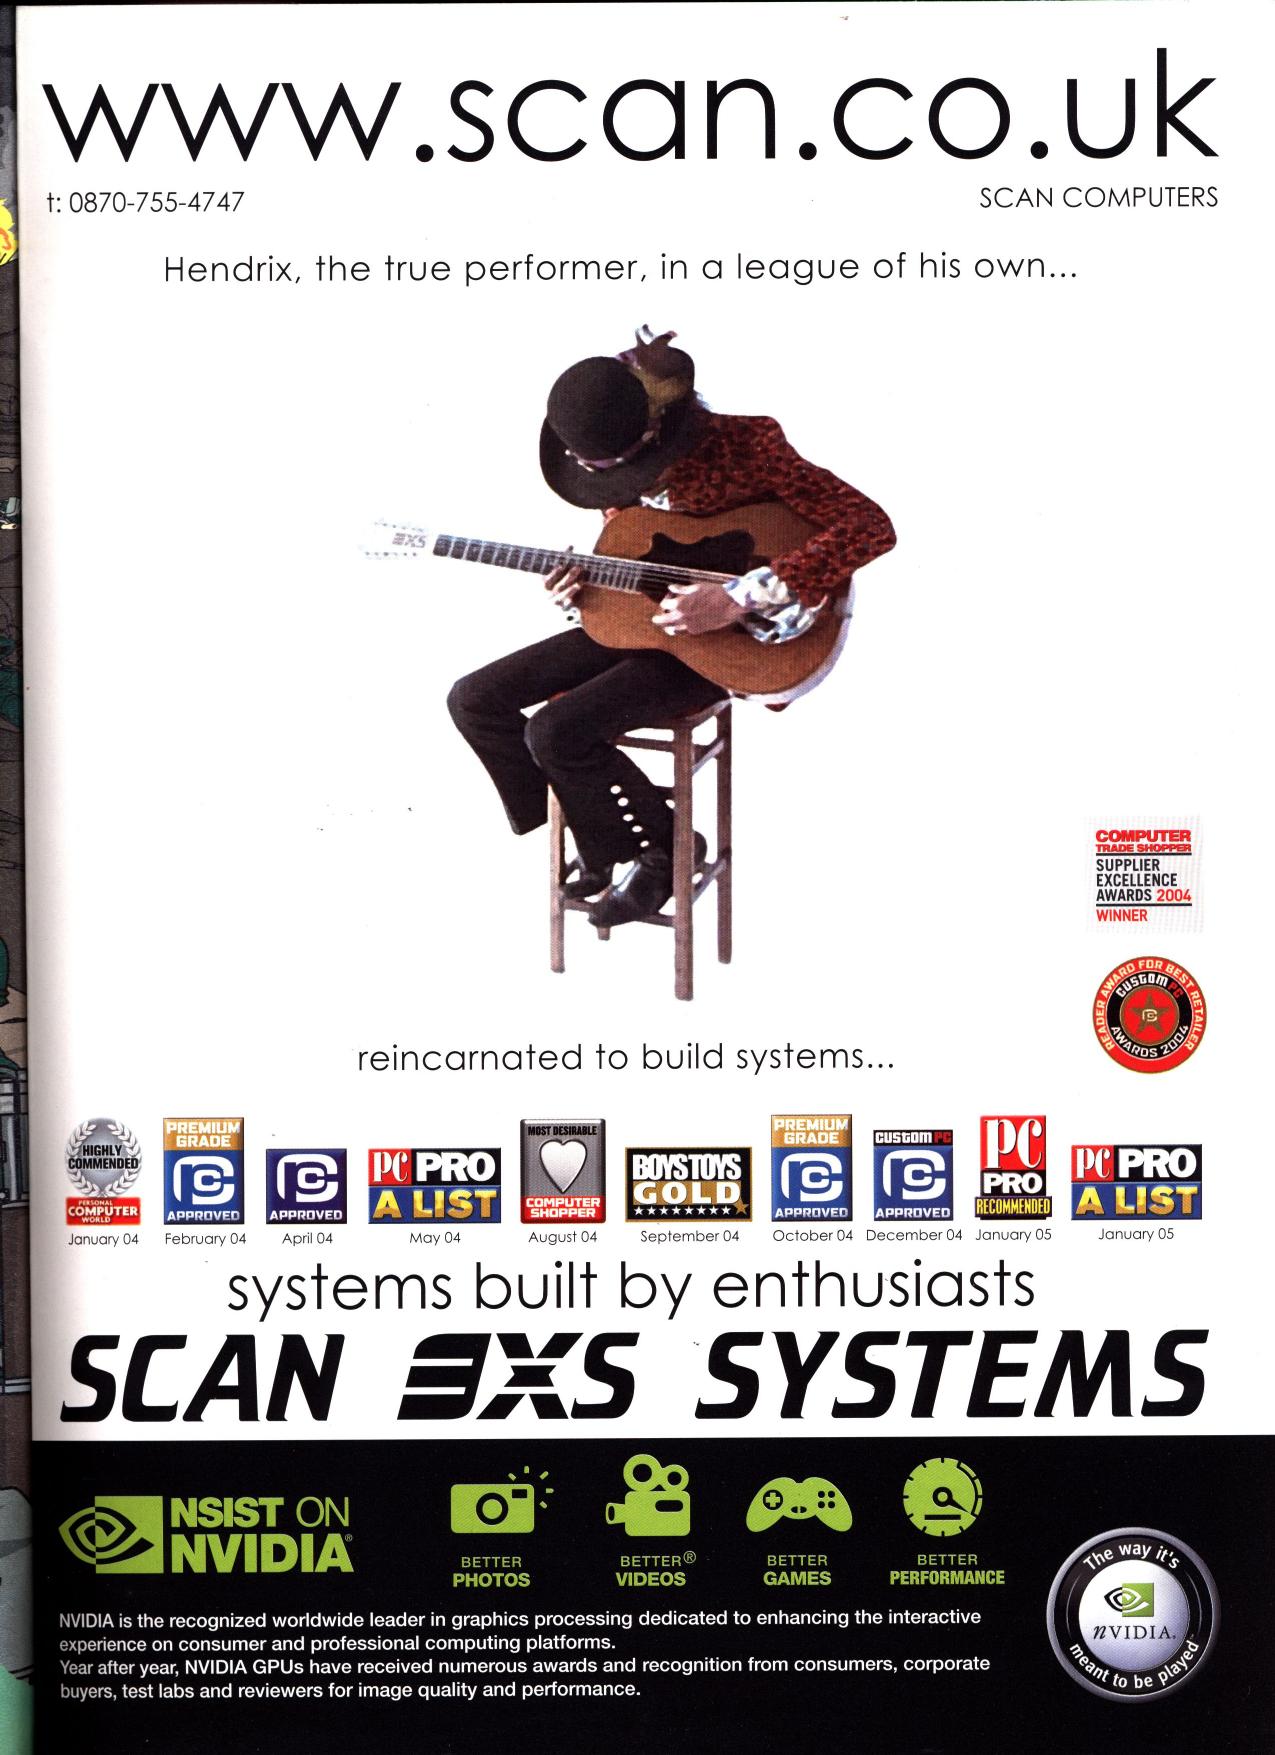 www.scan.co.uk
t: 0870-755-4747
SCAN COMPUTERS
Hendrix, the true performer, in a league of his own...
3XS
COMPUTER
TRADE SHOPPER
SUPPLIER
EXCELLENCE
AWARDS 2004
WINNER
READER AWARD FOR BEST RETAILER
CUSTOM PC
AWARDS 2004
reincarnated to build systems...
HIGHLY
COMMENDED
PERSONAL
COMPUTER
WORLD
January 04
PREMIUM
GRADE
PC
APPROVED
February 04
PC
APPROVED
April 04
PC PRO
A LIST
May 04
MOST DESIRABLE
COMPUTER
SHOPPER
August 04
BOYSTOYS
GOLD
September 04
PREMIUM
GRADE
PC
APPROVED
October 04
CUSTOM PC
PC
APPROVED
December 04
PC
PRO
RECOMMENDED
January 05
PC PRO
A LIST
January 05
systems built by enthusiasts
SCAN 3XS SYSTEMS
NSIST ON
NVIDIA®
BETTER
PHOTOS
BETTER®
VIDEOS
BETTER
GAMES
BETTER
PERFORMANCE
The way it's
nVIDIA.
meant to be played
NVIDIA is the recognized worldwide leader in graphics processing dedicated to enhancing the interactive
experience on consumer and professional computing platforms.
Year after year, NVIDIA GPUs have received numerous awards and recognition from consumers, corporate
buyers, test labs and reviewers for image quality and performance.